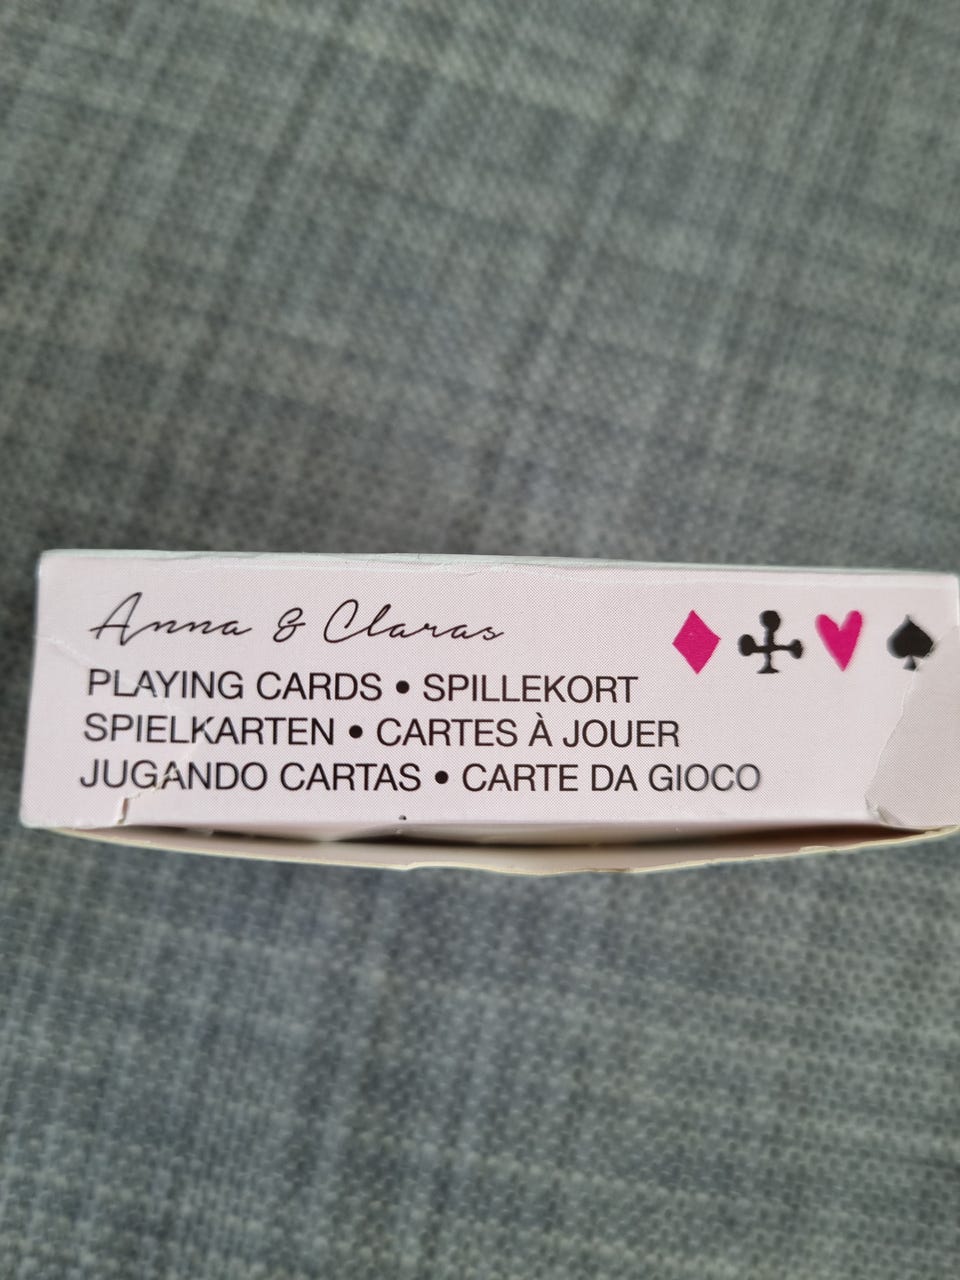 Anna & Claras
PLAYING CARDS • SPILLEKORT
SPIELKARTEN • CARTES À JOUER
JUGANDO CARTAS • CARTE DA GIOCO